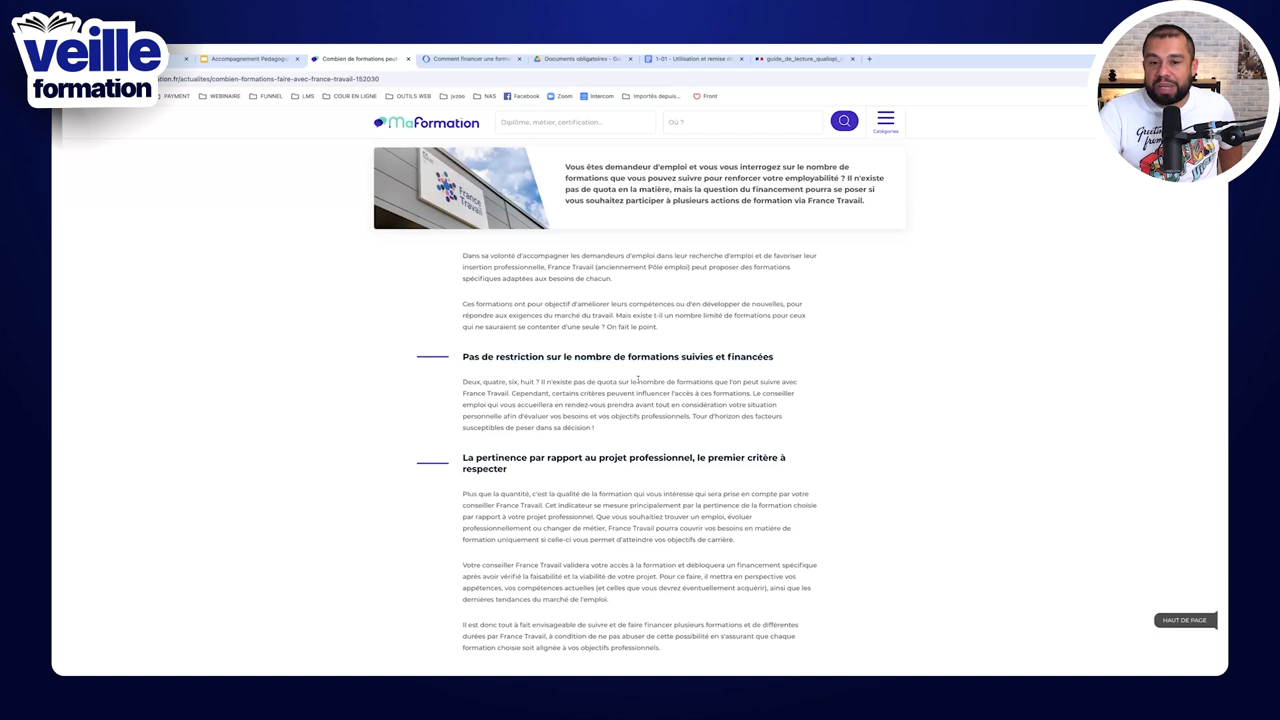 veille
formation
Accompagnement Pédagogi
Combien de formations peut
Comment financer une forma
Documents obligatoires - Go
1-01 - Utilisation et remise d
guide_de_lecture_qualiopi_v
ation.fr/actualites/combien-formations-faire-avec-france-travail-152030
PAYMENT
WEBINAIRE
FUNNEL
LMS
COUR EN LIGNE
OUTILS WEB
jvzoo
NAS
Facebook
Zoom
Intercom
Importés depuis...
Front
MaFormation
Diplôme, métier, certification...
Où ?
Catégories
France
Travail
Vous êtes demandeur d'emploi et vous vous interrogez sur le nombre de
formations que vous pouvez suivre pour renforcer votre employabilité ? Il n'existe
pas de quota en la matière, mais la question du financement pourra se poser si
vous souhaitez participer à plusieurs actions de formation via France Travail.
Dans sa volonté d'accompagner les demandeurs d'emploi dans leur recherche d'emploi et de favoriser leur
insertion professionnelle, France Travail (anciennement Pôle emploi) peut proposer des formations
spécifiques adaptées aux besoins de chacun.
Ces formations ont pour objectif d'améliorer leurs compétences ou d'en développer de nouvelles, pour
répondre aux exigences du marché du travail. Mais existe t-il un nombre limité de formations pour ceux
qui ne sauraient se contenter d'une seule ? On fait le point.
Pas de restriction sur le nombre de formations suivies et financées
Deux, quatre, six, huit ? Il n'existe pas de quota sur le nombre de formations que l'on peut suivre avec
France Travail. Cependant, certains critères peuvent influencer l'accès à ces formations. Le conseiller
emploi qui vous accueillera en rendez-vous prendra avant tout en considération votre situation
personnelle afin d'évaluer vos besoins et vos objectifs professionnels. Tour d'horizon des facteurs
susceptibles de peser dans sa décision !
La pertinence par rapport au projet professionnel, le premier critère à
respecter
Plus que la quantité, c'est la qualité de la formation qui vous intéresse qui sera prise en compte par votre
conseiller France Travail. Cet indicateur se mesure principalement par la pertinence de la formation choisie
par rapport à votre projet professionnel. Que vous souhaitiez trouver un emploi, évoluer
professionnellement ou changer de métier, France Travail pourra couvrir vos besoins en matière de
formation uniquement si celle-ci vous permet d'atteindre vos objectifs de carrière.
Votre conseiller France Travail validera votre accès à la formation et débloquera un financement spécifique
après avoir vérifié la faisabilité et la viabilité de votre projet. Pour ce faire, il mettra en perspective vos
appétences, vos compétences actuelles (et celles que vous devrez éventuellement acquérir), ainsi que les
dernières tendances du marché de l'emploi.
Il est donc tout à fait envisageable de suivre et de faire financer plusieurs formations et de différentes
durées par France Travail, à condition de ne pas abuser de cette possibilité en s'assurant que chaque
formation choisie soit alignée à vos objectifs professionnels.
HAUT DE PAGE
Greetings
from